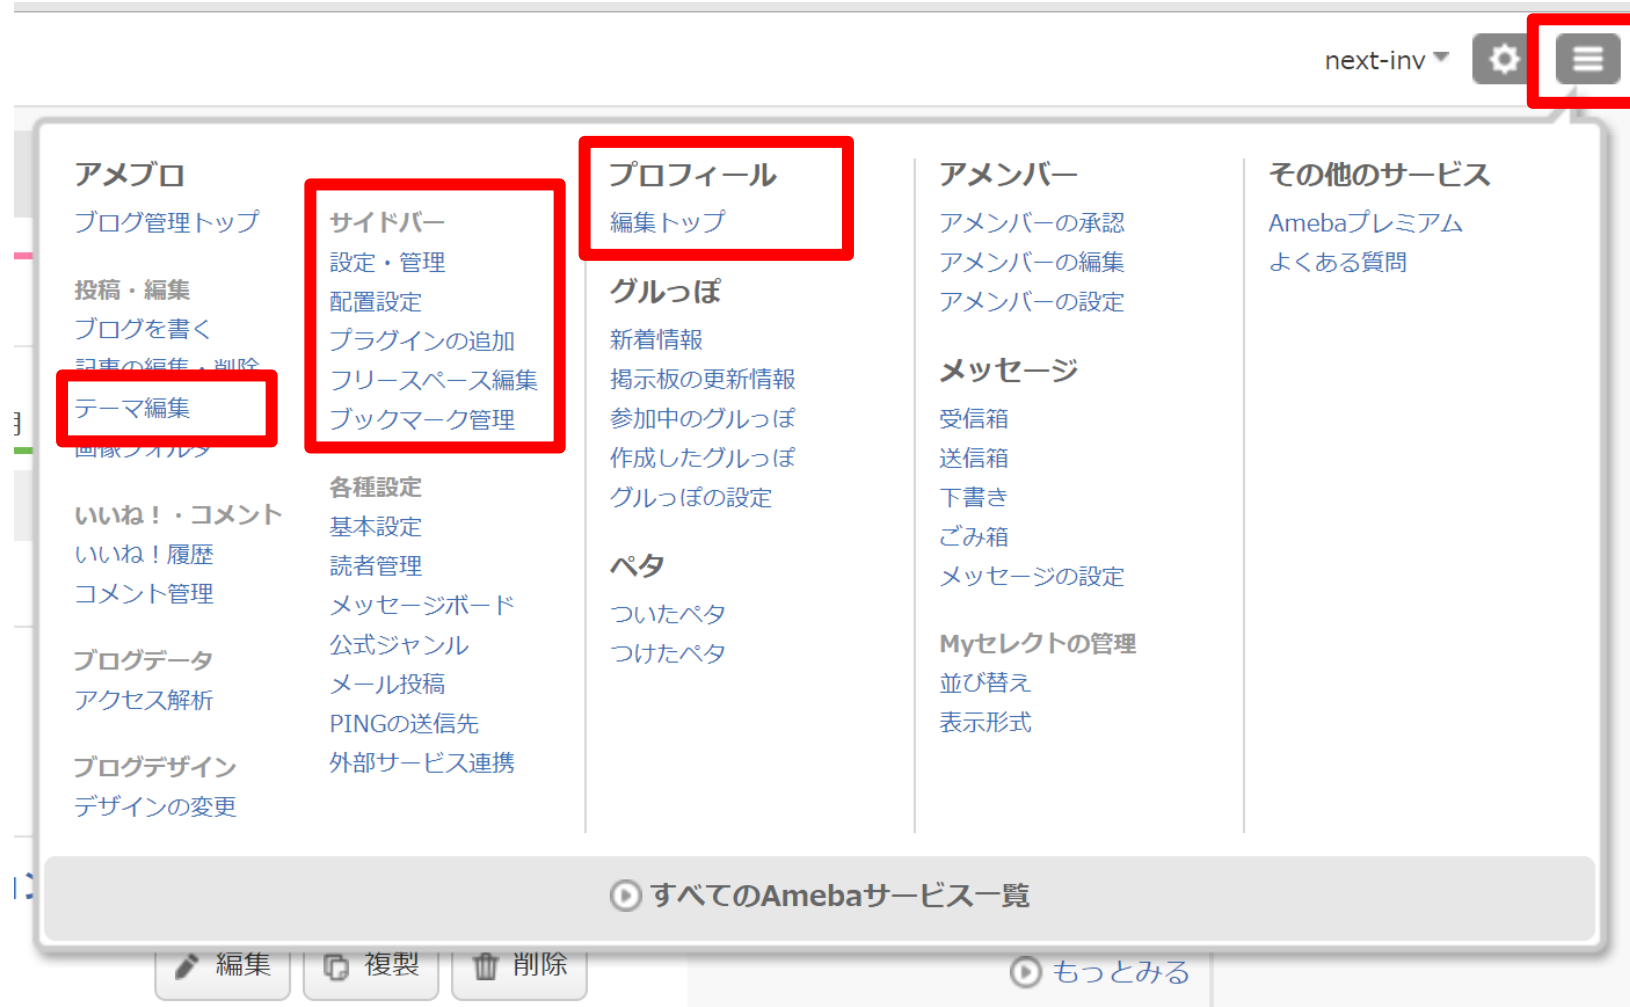 next-inv
アメブロ
ブログ管理トップ
投稿・編集
ブログを書く
記事の編集・削除
テーマ編集
画像フォルダ
いいね！・コメント
いいね！履歴
コメント管理
ブログデータ
アクセス解析
ブログデザイン
デザインの変更
サイドバー
設定・管理
配置設定
プラグインの追加
フリースペース編集
ブックマーク管理
各種設定
基本設定
読者管理
メッセージボード
公式ジャンル
メール投稿
PINGの送信先
外部サービス連携
プロフィール
編集トップ
グルっぽ
新着情報
掲示板の更新情報
参加中のグルっぽ
作成したグルっぽ
グルっぽの設定
ペタ
ついたペタ
つけたペタ
アメンバー
アメンバーの承認
アメンバーの編集
アメンバーの設定
メッセージ
受信箱
送信箱
下書き
ごみ箱
メッセージの設定
Myセレクトの管理
並び替え
表示形式
その他のサービス
Amebaプレミアム
よくある質問
すべてのAmebaサービス一覧
編集
複製
削除
もっとみる